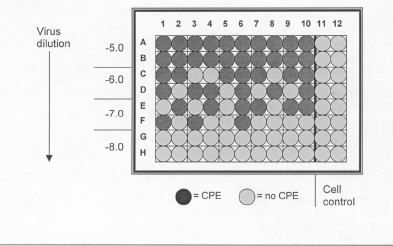 Virus
dilution
1 2 3 4 5 6 7 8 9 10 11 12
-5.0
-6.0
-7.0
-8.0
A
B
C
D
E
F
G
H
= CPE
= no CPE
Cell
control